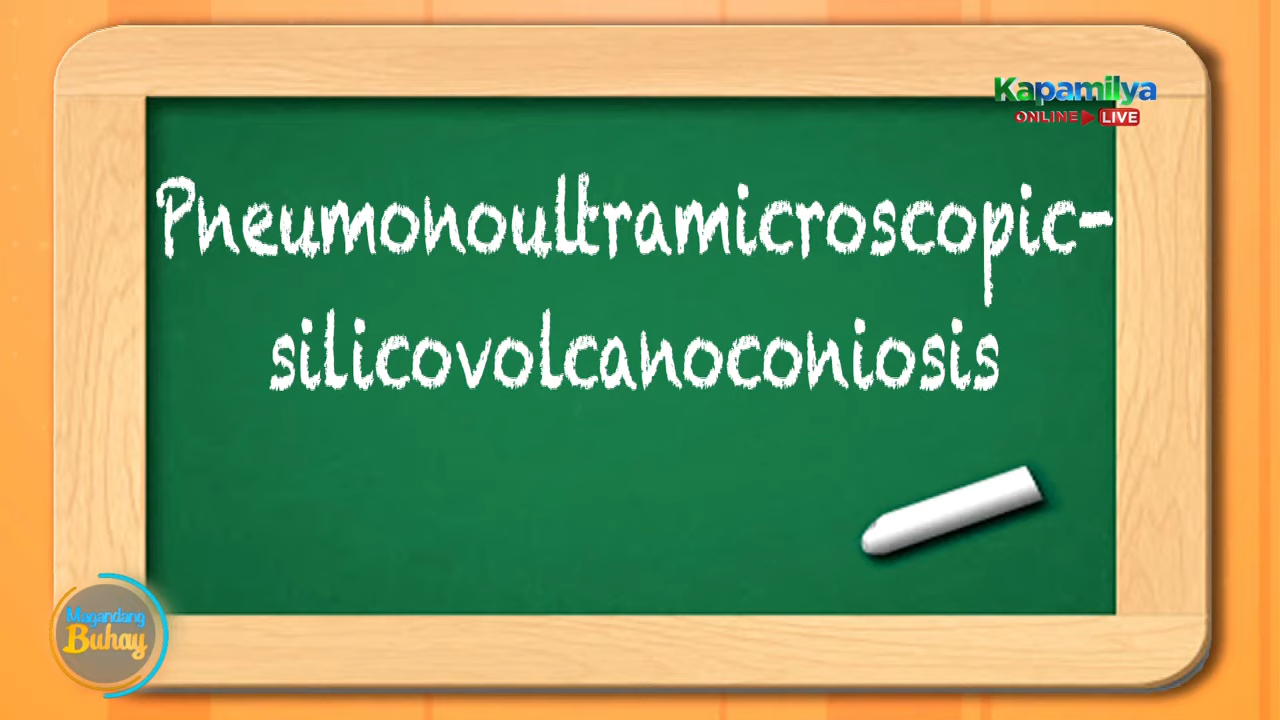 Kapamilya
ONLINE LIVE
Pneumonoultramicroscopic-
silicovolcanoconiosis
Magandang
Buhay